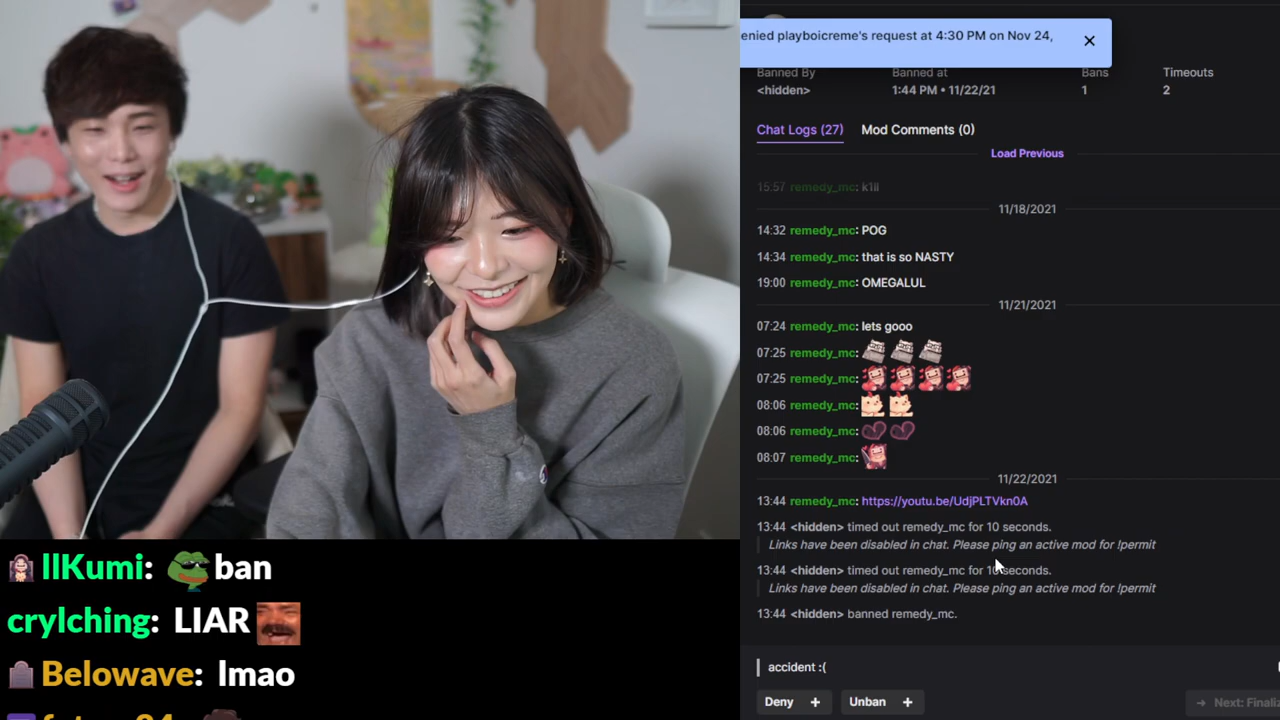 enied playboicreme's request at 4:30 PM on Nov 24,
Banned By
Banned at
Bans
Timeouts
<hidden>
1:44 PM • 11/22/21
1
2
Chat Logs (27)
Mod Comments (0)
Load Previous
15:57 remedy_mc: k1ll
11/18/2021
14:32 remedy_mc: POG
14:34 remedy_mc: that is so NASTY
19:00 remedy_mc: OMEGALUL
11/21/2021
07:24 remedy_mc: lets gooo
07:25 remedy_mc:
07:25 remedy_mc:
08:06 remedy_mc:
08:06 remedy_mc:
08:07 remedy_mc:
11/22/2021
13:44 remedy_mc: https://youtu.be/UdjPLTVkn0A
13:44 <hidden> timed out remedy_mc for 10 seconds.
Links have been disabled in chat. Please ping an active mod for !permit
13:44 <hidden> timed out remedy_mc for 10 seconds.
Links have been disabled in chat. Please ping an active mod for !permit
13:44 <hidden> banned remedy_mc.
accident :(
Deny +
Unban +
→ Next: Finali
llKumi: ban
crylching: LIAR
Belowave: lmao